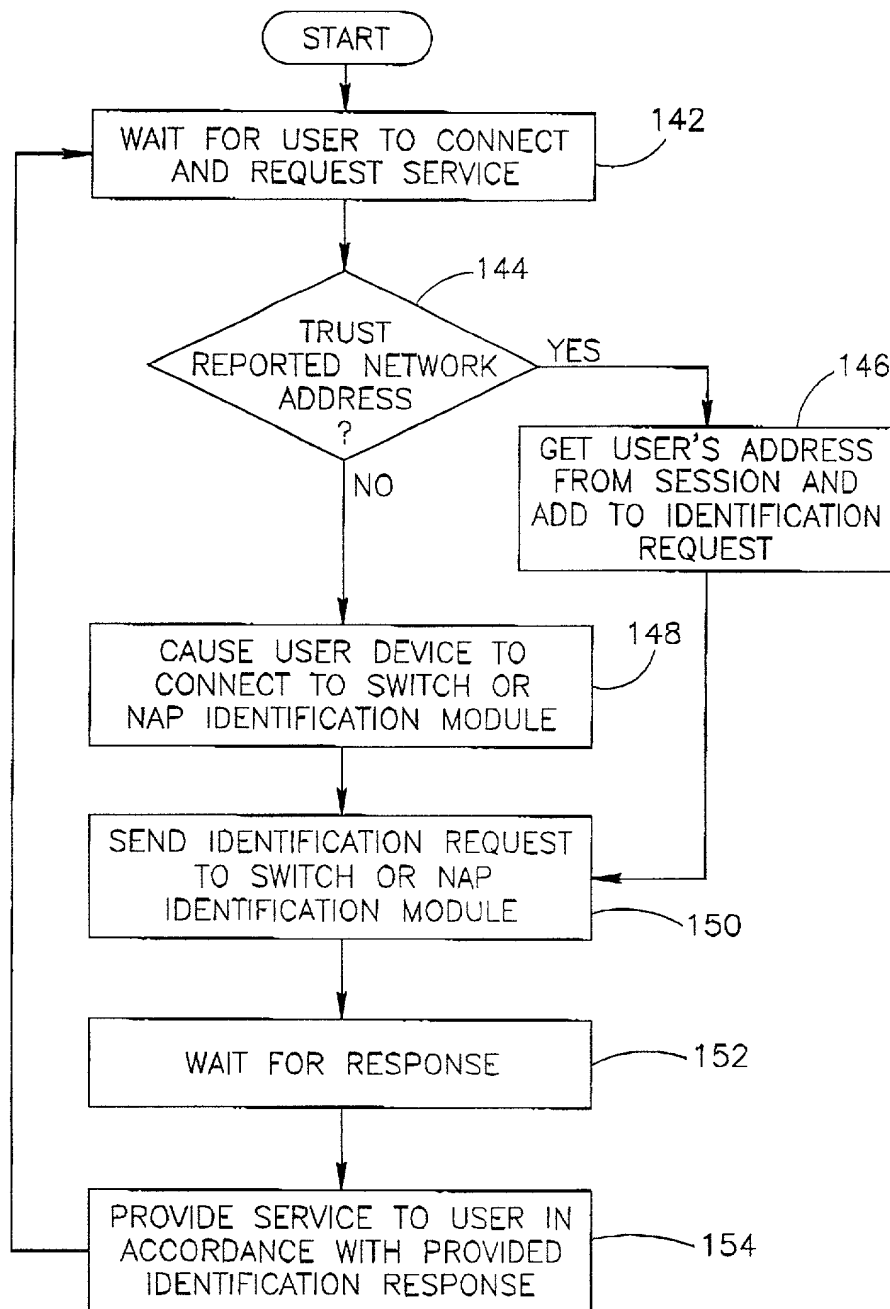 START
WAIT FOR USER TO CONNECT
AND REQUEST SERVICE
142
144
TRUST
REPORTED NETWORK
ADDRESS
?
YES
146
GET USER'S ADDRESS
FROM SESSION AND
ADD TO IDENTIFICATION
REQUEST
NO
148
CAUSE USER DEVICE TO
CONNECT TO SWITCH OR
NAP IDENTIFICATION MODULE
SEND IDENTIFICATION REQUEST
TO SWITCH OR NAP
IDENTIFICATION MODULE
150
WAIT FOR RESPONSE
152
PROVIDE SERVICE TO USER IN
ACCORDANCE WITH PROVIDED
IDENTIFICATION RESPONSE
154